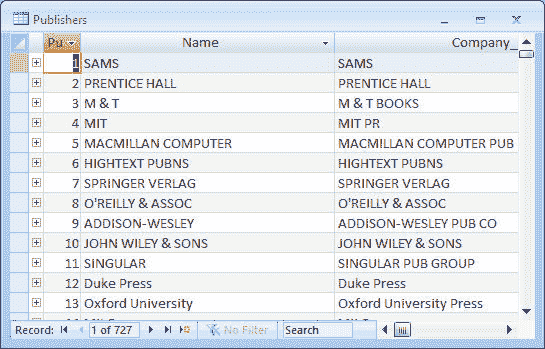 Publishers
Pu Name Company_
1 SAMS SAMS
2 PRENTICE HALL PRENTICE HALL
3 M & T M & T BOOKS
4 MIT MIT PR
5 MACMILLAN COMPUTER MACMILLAN COMPUTER PUB
6 HIGHTEXT PUBNS HIGHTEXT PUBNS
7 SPRINGER VERLAG SPRINGER VERLAG
8 O'REILLY & ASSOC O'REILLY & ASSOC
9 ADDISON-WESLEY ADDISON-WESLEY PUB CO
10 JOHN WILEY & SONS JOHN WILEY & SONS
11 SINGULAR SINGULAR PUB GROUP
12 Duke Press Duke Press
13 Oxford University Oxford University Press
Record: 1 of 727 No Filter Search